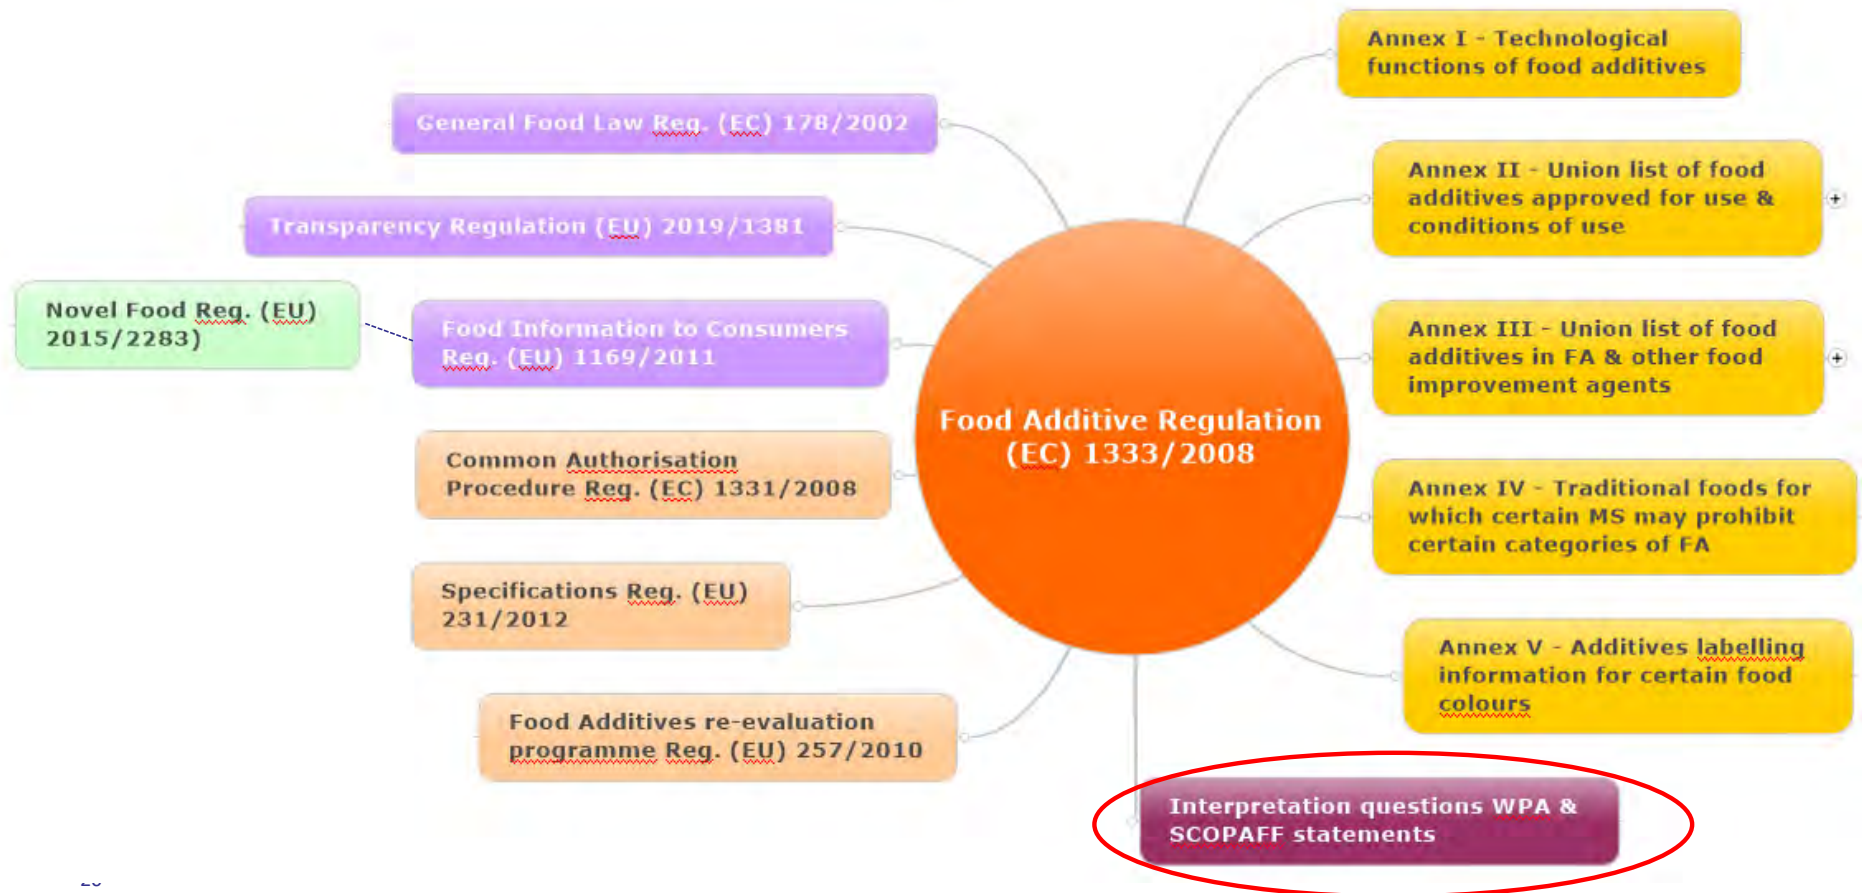 General Food Law Reg. (EC) 178/2002
Transparency Regulation (EU) 2019/1381
Novel Food Reg. (EU)
2015/2283)
Food Information to Consumers
Reg. (EU) 1169/2011
Common Authorisation
Procedure Reg. (EC) 1331/2008
Specifications Reg. (EU)
231/2012
Food Additives re-evaluation
programme Reg. (EU) 257/2010
Food Additive Regulation
(EC) 1333/2008
Annex I - Technological
functions of food additives
Annex II - Union list of food
additives approved for use &
conditions of use
Annex III - Union list of food
additives in FA & other food
improvement agents
Annex IV - Traditional foods for
which certain MS may prohibit
certain categories of FA
Annex V - Additives labelling
information for certain food
colours
Interpretation questions WPA &
SCOPAFF statements